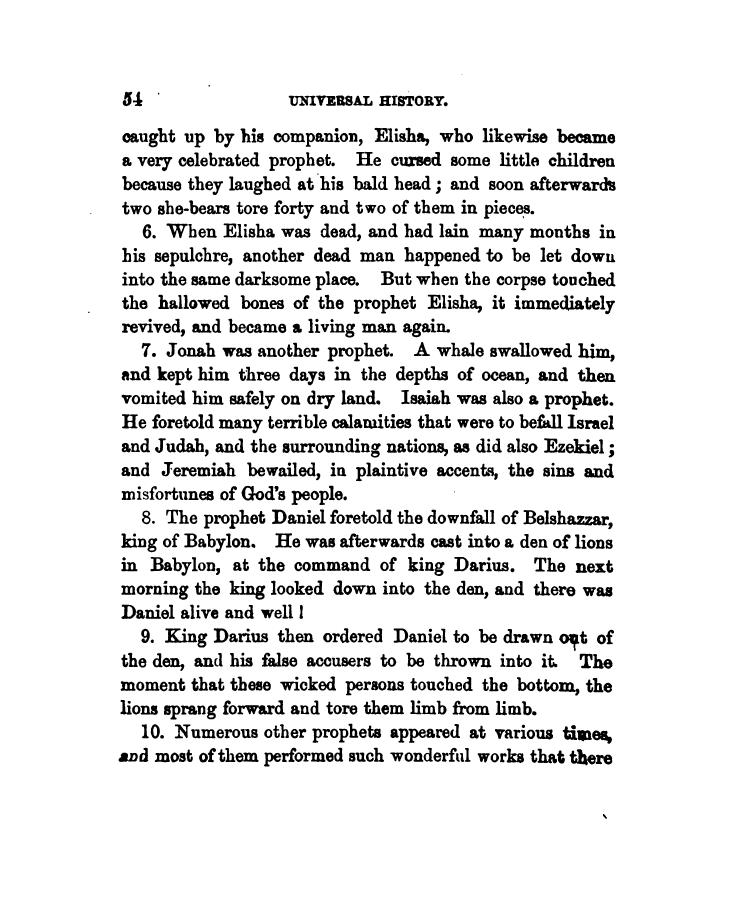 54 UNIVERSAL HISTORY.
caught up by his companion, Elisha, who likewise became
a very celebrated prophet. He cursed some little children
because they laughed at his bald head; and soon afterwards
two she-bears tore forty and two of them in pieces.
6. When Elisha was dead, and had lain many months in
his sepulchre, another dead man happened to be let down
into the same darksome place. But when the corpse touched
the hallowed bones of the prophet Elisha, it immediately
revived, and became a living man again.
7. Jonah was another prophet. A whale swallowed him,
and kept him three days in the depths of ocean, and then
vomited him safely on dry land. Isaiah was also a prophet.
He foretold many terrible calamities that were to befall Israel
and Judah, and the surrounding nations, as did also Ezekiel;
and Jeremiah bewailed, in plaintive accents, the sins and
misfortunes of God's people.
8. The prophet Daniel foretold the downfall of Belshazzar,
king of Babylon. He was afterwards cast into a den of lions
in Babylon, at the command of king Darius. The next
morning the king looked down into the den, and there was
Daniel alive and well!
9. King Darius then ordered Daniel to be drawn out of
the den, and his false accusers to be thrown into it. The
moment that these wicked persons touched the bottom, the
lions sprang forward and tore them limb from limb.
10. Numerous other prophets appeared at various times,
and most of them performed such wonderful works that there